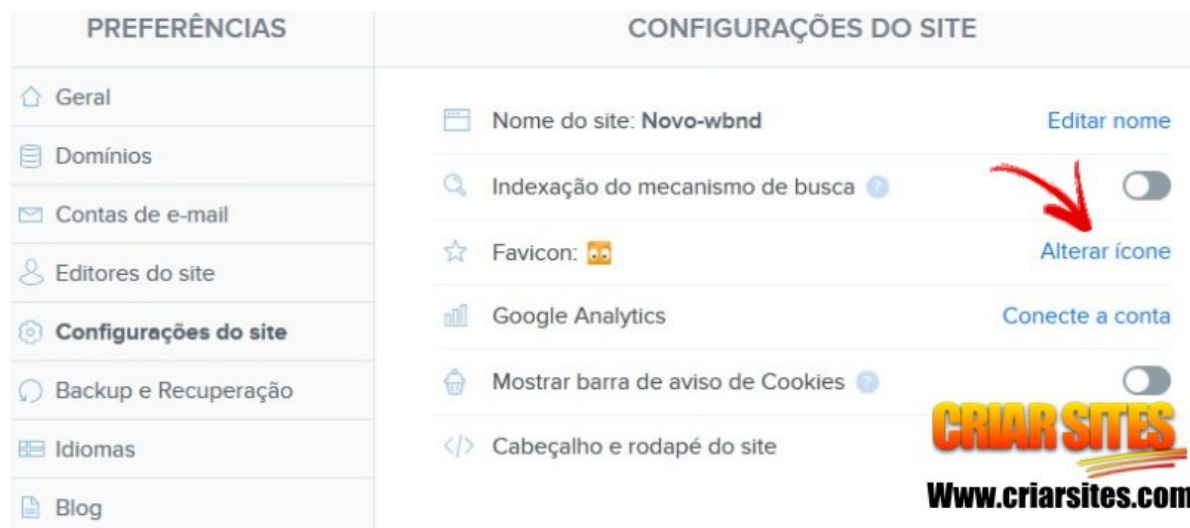 PREFERÊNCIAS
Geral
Domínios
Contas de e-mail
Editores do site
Configurações do site
Backup e Recuperação
Idiomas
Blog
CONFIGURAÇÕES DO SITE
Nome do site: Novo-wbnd Editar nome
Indexação do mecanismo de busca ?
Favicon: Alterar ícone
Google Analytics Conecte a conta
Mostrar barra de aviso de Cookies ?
Cabeçalho e rodapé do site
CRIAR SITES
Www.criarsites.com